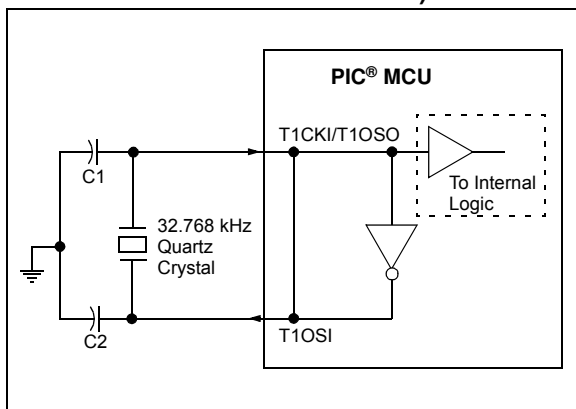 PIC® MCU
T1CKI/T1OSO
C1
To Internal
Logic
32.768 kHz
Quartz
Crystal
C2
T1OSI